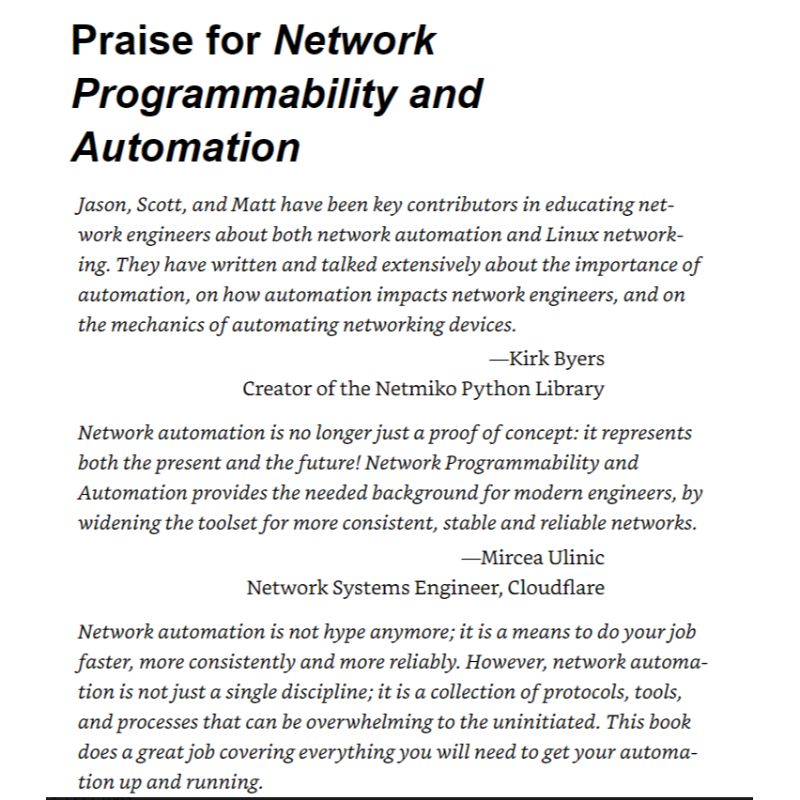 Praise for Network
Programmability and
Automation
Jason, Scott, and Matt have been key contributors in educating net-
work engineers about both network automation and Linux network-
ing. They have written and talked extensively about the importance of
automation, on how automation impacts network engineers, and on
the mechanics of automating networking devices.
—Kirk Byers
Creator of the Netmiko Python Library
Network automation is no longer just a proof of concept: it represents
both the present and the future! Network Programmability and
Automation provides the needed background for modern engineers, by
widening the toolset for more consistent, stable and reliable networks.
—Mircea Ulinic
Network Systems Engineer, Cloudflare
Network automation is not hype anymore; it is a means to do your job
faster, more consistently and more reliably. However, network automa-
tion is not just a single discipline; it is a collection of protocols, tools,
and processes that can be overwhelming to the uninitiated. This book
does a great job covering everything you will need to get your automa-
tion up and running.